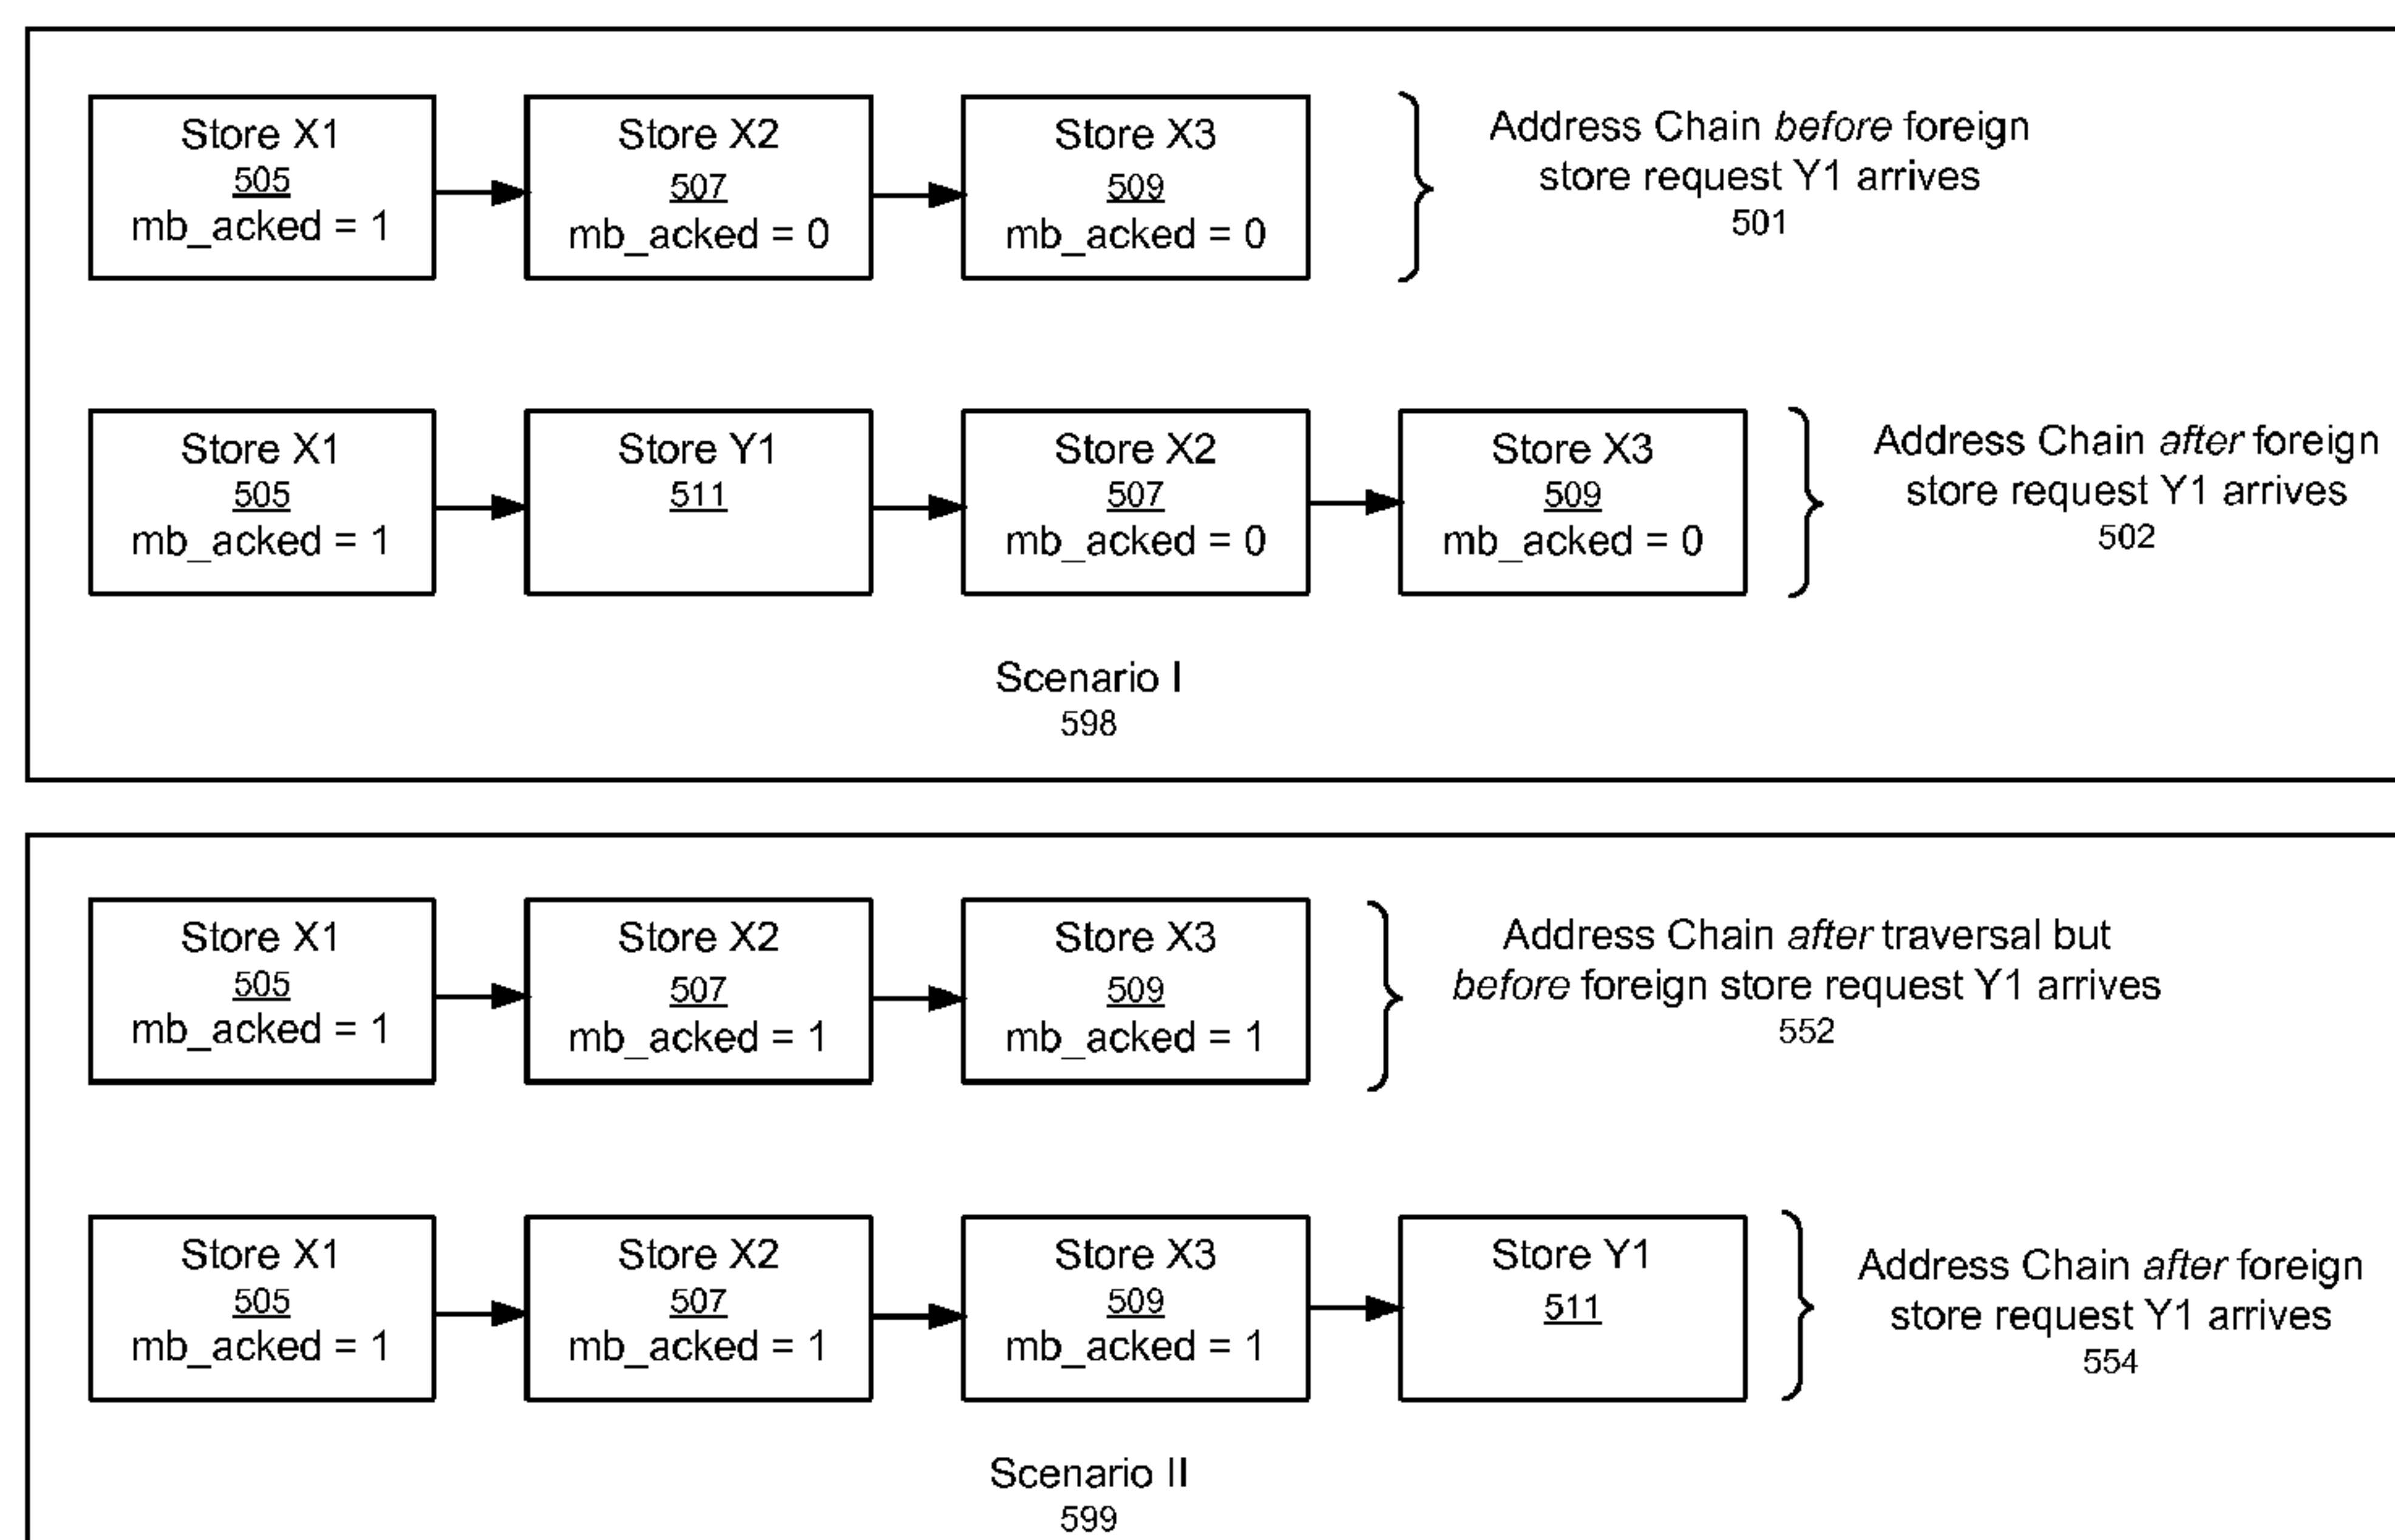 Store X1
505
mb_acked = 1
Store X2
507
mb_acked = 0
Store X3
509
mb_acked = 0
Address Chain before foreign
store request Y1 arrives
501
Store X1
505
mb_acked = 1
Store Y1
511
Store X2
507
mb_acked = 0
Store X3
509
mb_acked = 0
Address Chain after foreign
store request Y1 arrives
502
Scenario I
598
Store X1
505
mb_acked = 1
Store X2
507
mb_acked = 1
Store X3
509
mb_acked = 1
Address Chain after traversal but
before foreign store request Y1 arrives
552
Store X1
505
mb_acked = 1
Store X2
507
mb_acked = 1
Store X3
509
mb_acked = 1
Store Y1
511
Address Chain after foreign
store request Y1 arrives
554
Scenario II
599